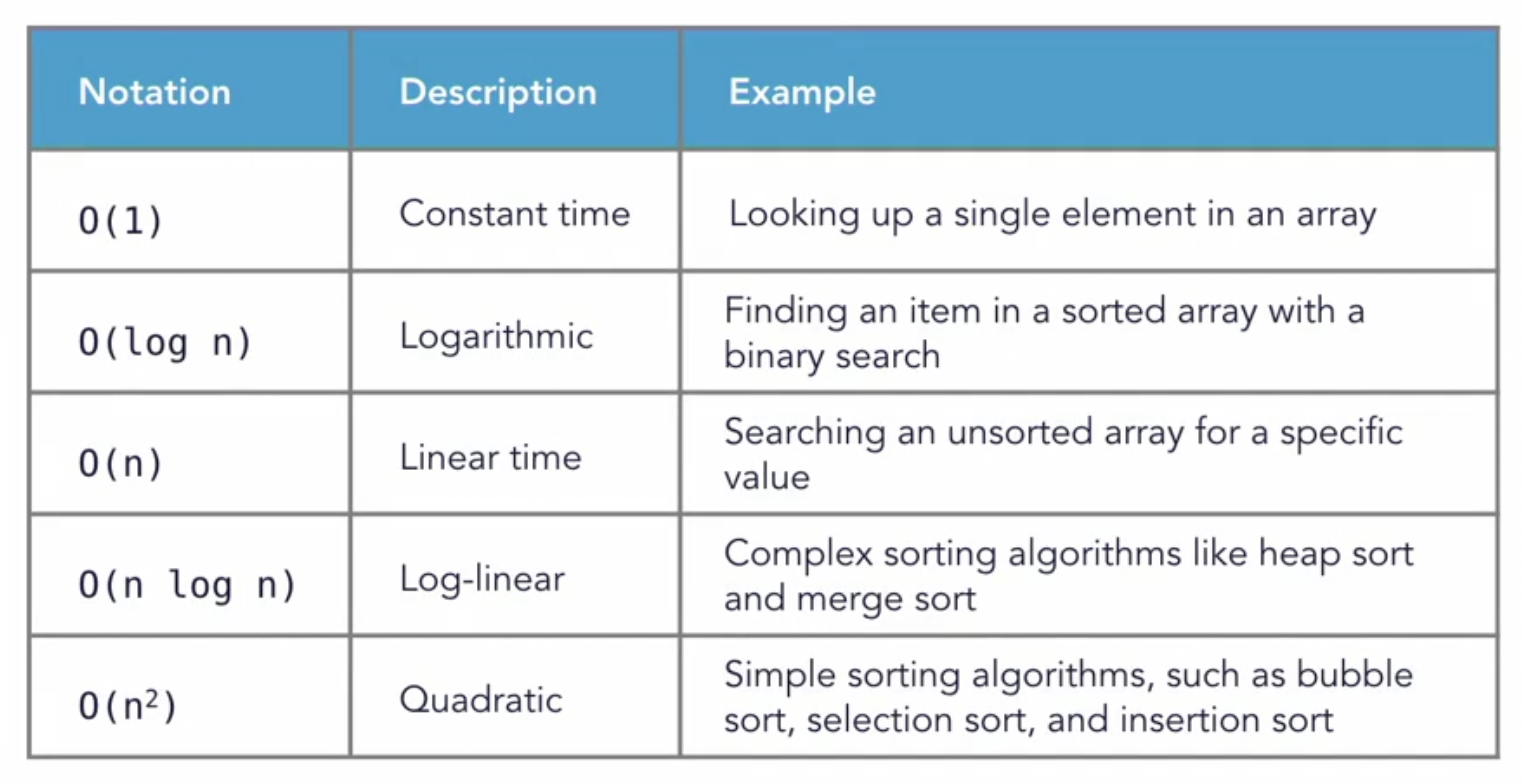 Notation Description Example
O(1) Constant time Looking up a single element in an array
O(log n) Logarithmic Finding an item in a sorted array with a
binary search
O(n) Linear time Searching an unsorted array for a specific
value
O(n log n) Log-linear Complex sorting algorithms like heap sort
and merge sort
O(n²) Quadratic Simple sorting algorithms, such as bubble
sort, selection sort, and insertion sort